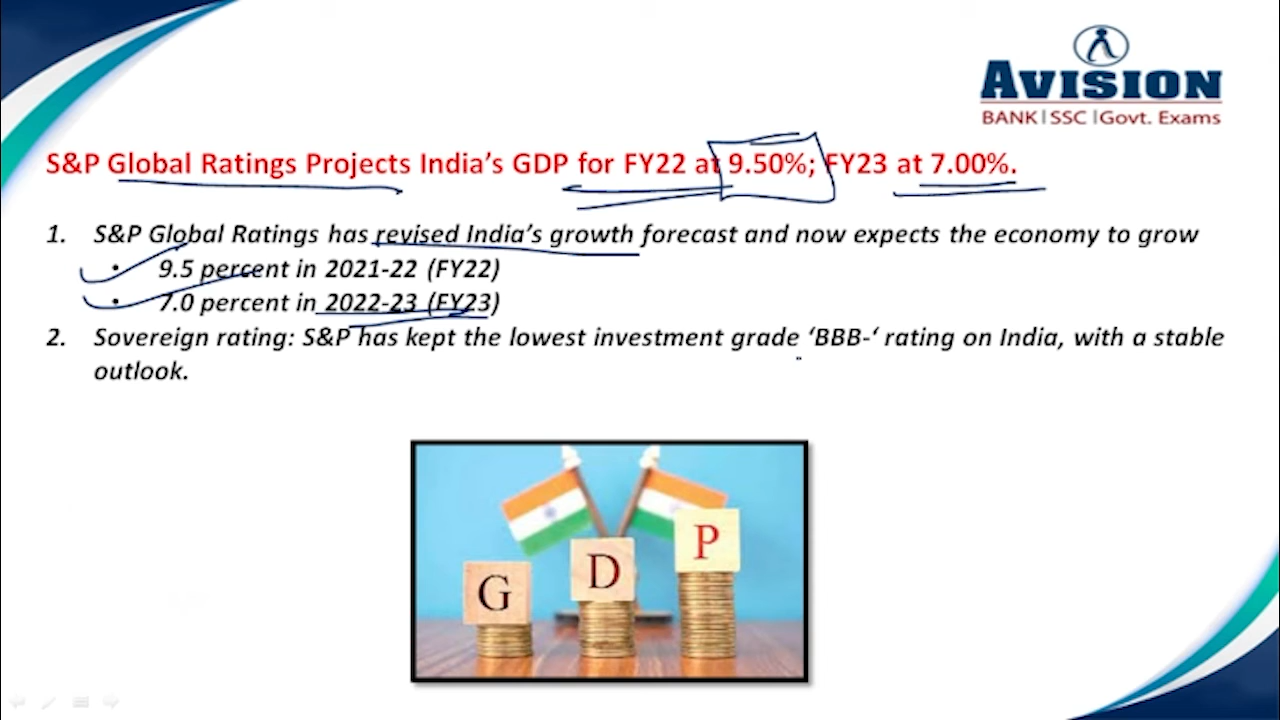 AVISION
BANK|SSC|Govt. Exams
S&P Global Ratings Projects India's GDP for FY22 at 9.50%; FY23 at 7.00%.
1. S&P Global Ratings has revised India's growth forecast and now expects the economy to grow
• 9.5 percent in 2021-22 (FY22)
• 7.0 percent in 2022-23 (FY23)
2. Sovereign rating: S&P has kept the lowest investment grade 'BBB-' rating on India, with a stable
outlook.
G D P